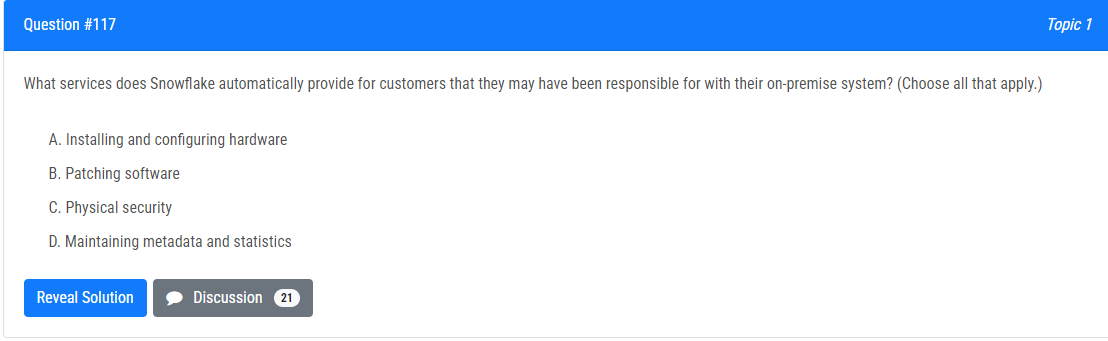 Question #117
Topic 1
What services does Snowflake automatically provide for customers that they may have been responsible for with their on-premise system? (Choose all that apply.)
A. Installing and configuring hardware
B. Patching software
C. Physical security
D. Maintaining metadata and statistics
Reveal Solution
Discussion 21